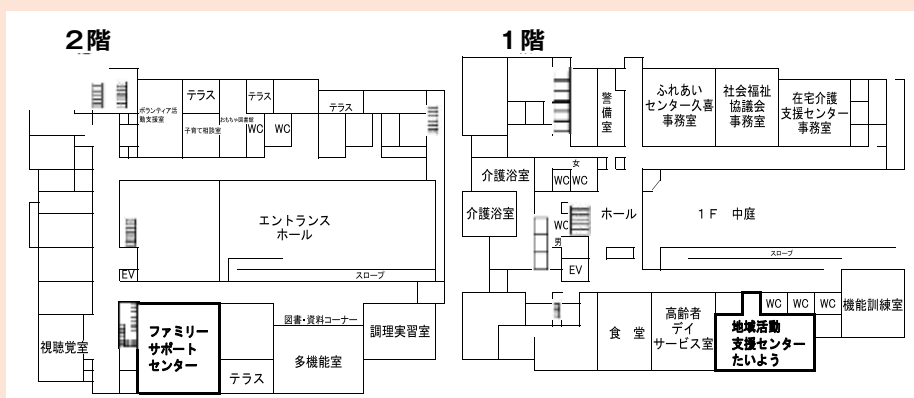 2階
テラス
テラス
テラス
ボランティア活
動支援室
子育て相談室
おもちゃ図書館
WC
WC
エントランス
ホール
EV
スロープ
ファミリー
サポート
センター
図書・資料コーナー
調理実習室
視聴覚室
多機能室
テラス
1階
警
備
室
ふれあい
センター久喜
事務室
社会福祉
協議会
事務室
在宅介護
支援センター
事務室
介護浴室
女
WC
WC
介護浴室
WC
男
ホール
1F 中庭
EV
スロープ
食 堂
高齢者
デイ
サービス室
WC
WC
WC
機能訓練室
地域活動
支援センター
たいよう